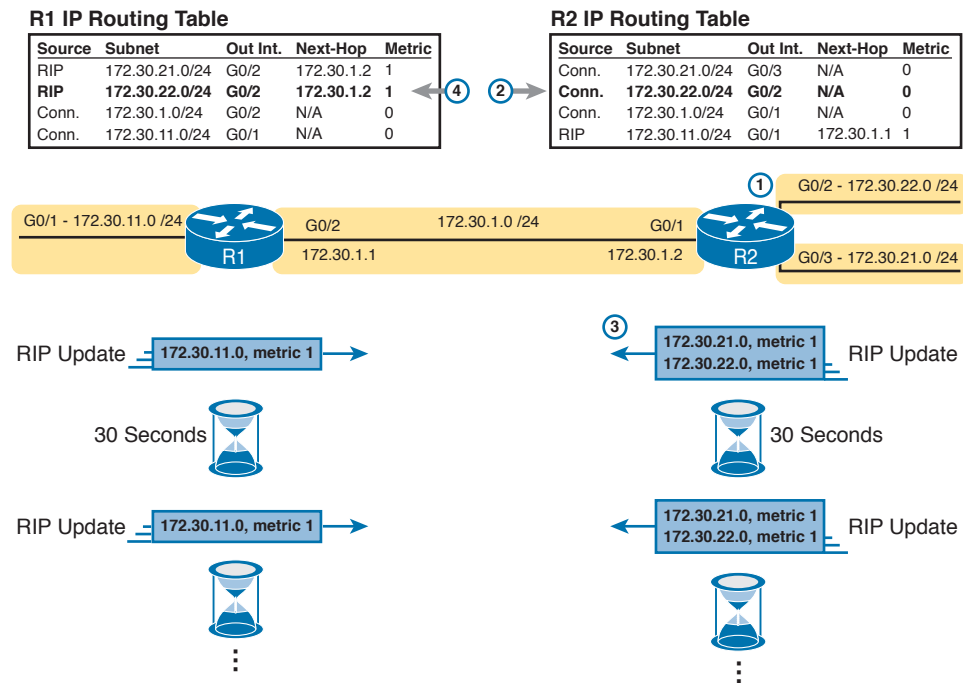 R1 IP Routing Table
Source Subnet Out Int. Next-Hop Metric
RIP 172.30.21.0/24 G0/2 172.30.1.2 1
RIP 172.30.22.0/24 G0/2 172.30.1.2 1
Conn. 172.30.1.0/24 G0/2 N/A 0
Conn. 172.30.11.0/24 G0/1 N/A 0
4
2
R2 IP Routing Table
Source Subnet Out Int. Next-Hop Metric
Conn. 172.30.21.0/24 G0/3 N/A 0
Conn. 172.30.22.0/24 G0/2 N/A 0
Conn. 172.30.1.0/24 G0/1 N/A 0
RIP 172.30.11.0/24 G0/1 172.30.1.1 1
1
G0/2 - 172.30.22.0 /24
G0/1 - 172.30.11.0 /24
G0/2
172.30.1.0 /24
G0/1
R1
172.30.1.1
172.30.1.2
R2
G0/3 - 172.30.21.0 /24
3
RIP Update
172.30.11.0, metric 1
172.30.21.0, metric 1
172.30.22.0, metric 1
RIP Update
30 Seconds
30 Seconds
RIP Update
172.30.11.0, metric 1
172.30.21.0, metric 1
172.30.22.0, metric 1
RIP Update